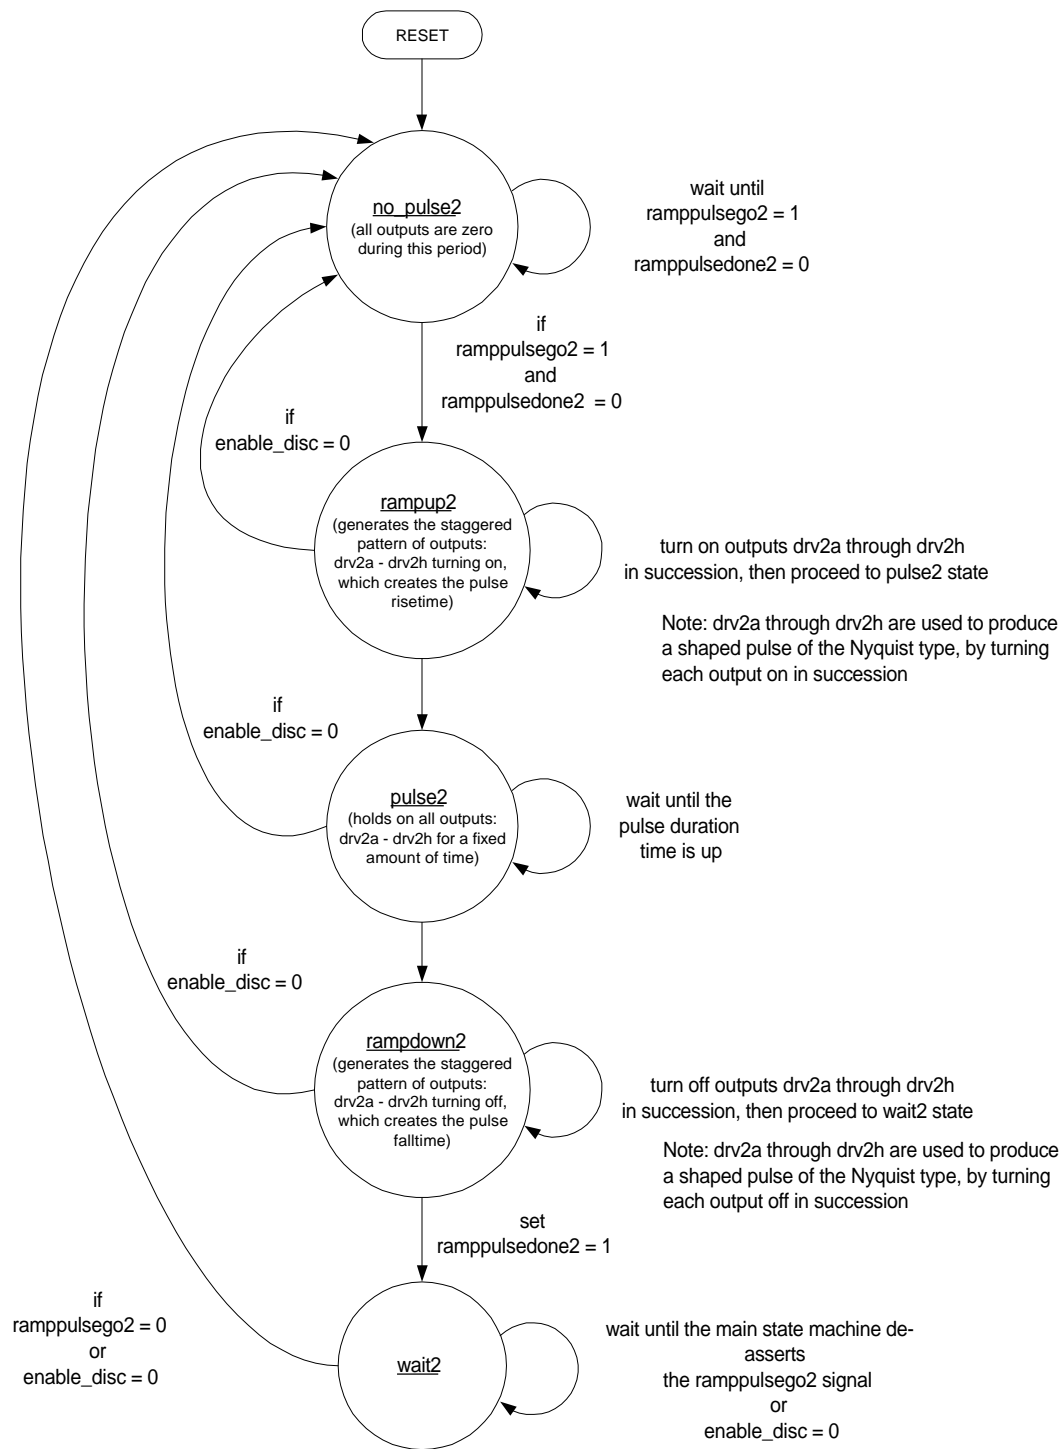 RESET
no_pulse2
(all outputs are zero
during this period)
wait until
ramppulsego2 = 1
and
ramppulsedone2 = 0
if
ramppulsego2 = 1
and
ramppulsedone2 = 0
if
enable_disc = 0
rampup2
(generates the staggered
pattern of outputs:
drv2a - drv2h turning on,
which creates the pulse
risetime)
turn on outputs drv2a through drv2h
in succession, then proceed to pulse2 state
Note: drv2a through drv2h are used to produce
a shaped pulse of the Nyquist type, by turning
each output on in succession
if
enable_disc = 0
pulse2
(holds on all outputs:
drv2a - drv2h for a fixed
amount of time)
wait until the
pulse duration
time is up
if
enable_disc = 0
rampdown2
(generates the staggered
pattern of outputs:
drv2a - drv2h turning off,
which creates the pulse
falltime)
turn off outputs drv2a through drv2h
in succession, then proceed to wait2 state
Note: drv2a through drv2h are used to produce
a shaped pulse of the Nyquist type, by turning
each output off in succession
set
ramppulsedone2 = 1
if
ramppulsego2 = 0
or
enable_disc = 0
wait2
wait until the main state machine de-
asserts
the ramppulsego2 signal
or
enable_disc = 0